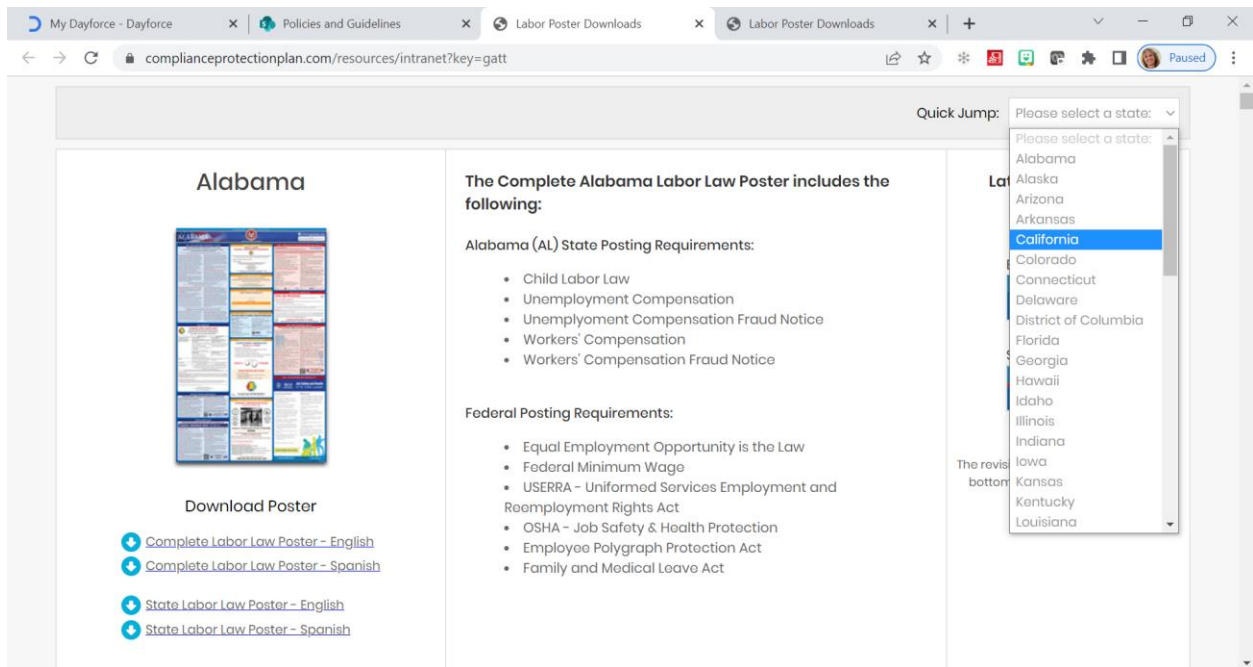 My Dayforce - Dayforce
Policies and Guidelines
Labor Poster Downloads
Labor Poster Downloads
complianceprotectionplan.com/resources/intranet?key=gatt
Paused
Quick Jump: Please select a state:
Please select a state:
Alabama
Alaska
Arizona
Arkansas
California
Colorado
Connecticut
Delaware
District of Columbia
Florida
Georgia
Hawaii
Idaho
Illinois
Indiana
Iowa
Kansas
Kentucky
Louisiana
Alabama
Download Poster
Complete Labor Law Poster - English
Complete Labor Law Poster - Spanish
State Labor Law Poster - English
State Labor Law Poster - Spanish
The Complete Alabama Labor Law Poster includes the
following:
Alabama (AL) State Posting Requirements:
• Child Labor Law
• Unemployment Compensation
• Unemplyoment Compensation Fraud Notice
• Workers' Compensation
• Workers' Compensation Fraud Notice
Federal Posting Requirements:
• Equal Employment Opportunity is the Law
• Federal Minimum Wage
• USERRA - Uniformed Services Employment and
Reemployment Rights Act
• OSHA - Job Safety & Health Protection
• Employee Polygraph Protection Act
• Family and Medical Leave Act
The revis
bottom